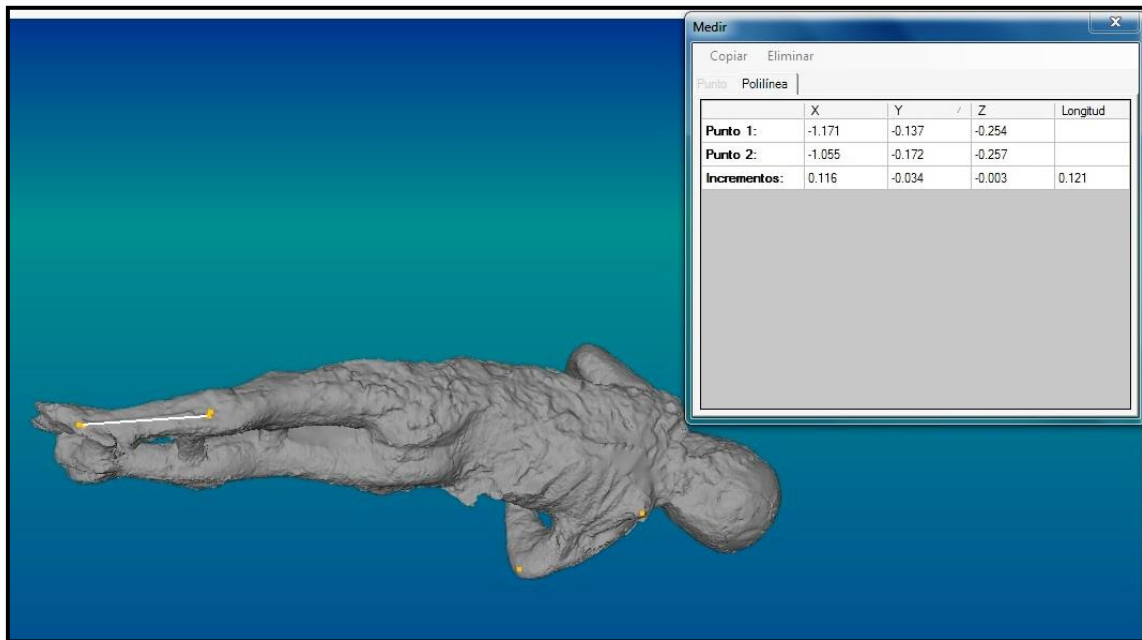 Medir
Copiar Eliminar
Punto Polilínea
X Y Z Longitud
Punto 1: -1.171 -0.137 -0.254
Punto 2: -1.055 -0.172 -0.257
Incrementos: 0.116 -0.034 -0.003 0.121